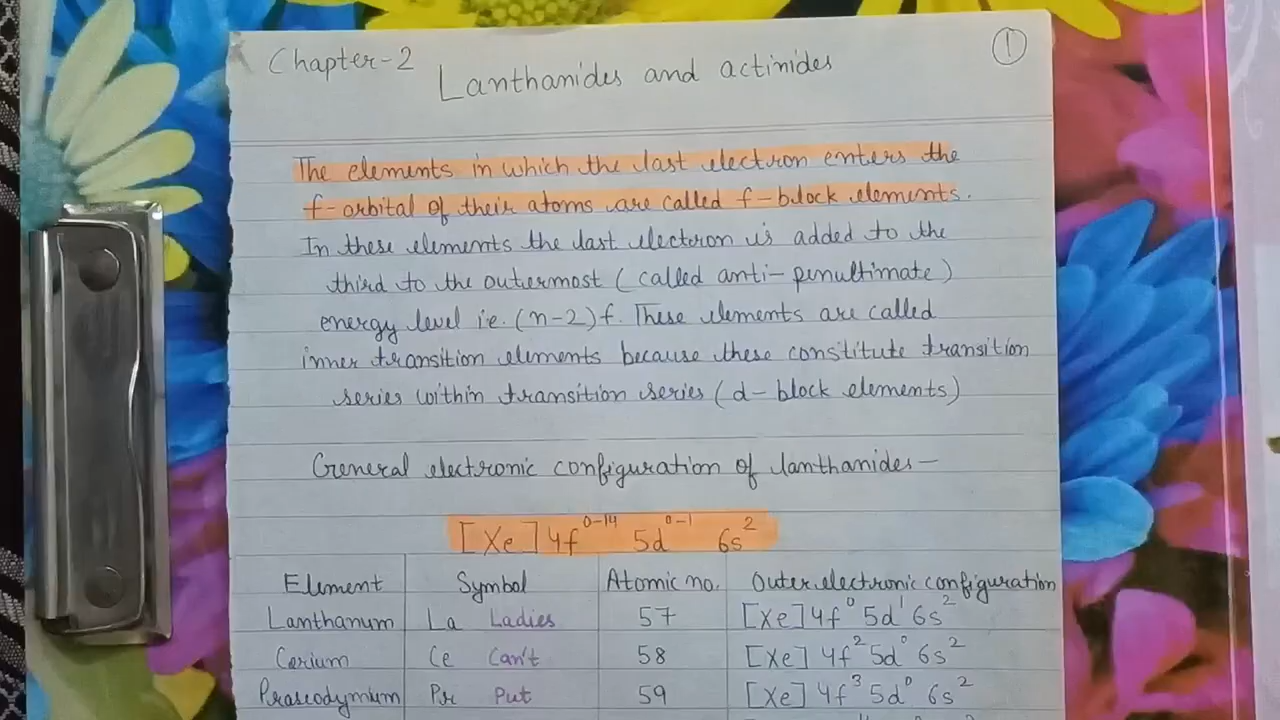 Chapter-2
Lanthanides and actinides
①
The elements in which the last electron enters the
f-orbital of their atoms are called f-block elements.
In these elements the last electron is added to the
third to the outermost (called anti-penultimate)
energy level i.e. (n-2)f. These elements are called
inner transition elements because these constitute transition
series within transition series (d-block elements)
General electronic configuration of lanthanides-
[Xe] 4f⁰⁻¹⁴ 5d⁰⁻¹ 6s²
Element Symbol Atomic no. Outer electronic configuration
Lanthanum La Ladies 57 [Xe] 4f⁰ 5d¹ 6s²
Cerium Ce Can't 58 [Xe] 4f² 5d⁰ 6s²
Praseodymium Pr Put 59 [Xe] 4f³ 5d⁰ 6s²